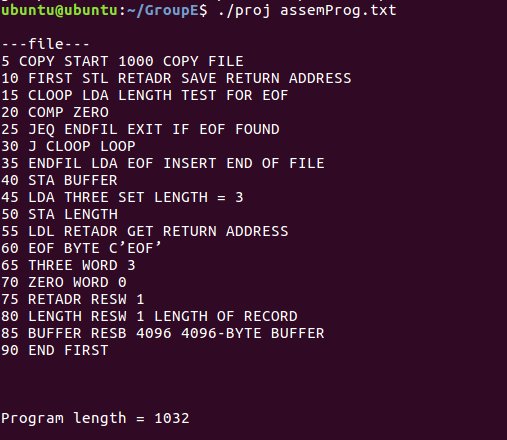 ubuntu@ubuntu:~/GroupE$ ./proj assemProg.txt
---file---
5 COPY START 1000 COPY FILE
10 FIRST STL RETADR SAVE RETURN ADDRESS
15 CLOOP LDA LENGTH TEST FOR EOF
20 COMP ZERO
25 JEQ ENDFIL EXIT IF EOF FOUND
30 J CLOOP LOOP
35 ENDFIL LDA EOF INSERT END OF FILE
40 STA BUFFER
45 LDA THREE SET LENGTH = 3
50 STA LENGTH
55 LDL RETADR GET RETURN ADDRESS
60 EOF BYTE C’EOF’
65 THREE WORD 3
70 ZERO WORD 0
75 RETADR RESW 1
80 LENGTH RESW 1 LENGTH OF RECORD
85 BUFFER RESB 4096 4096-BYTE BUFFER
90 END FIRST
Program length = 1032